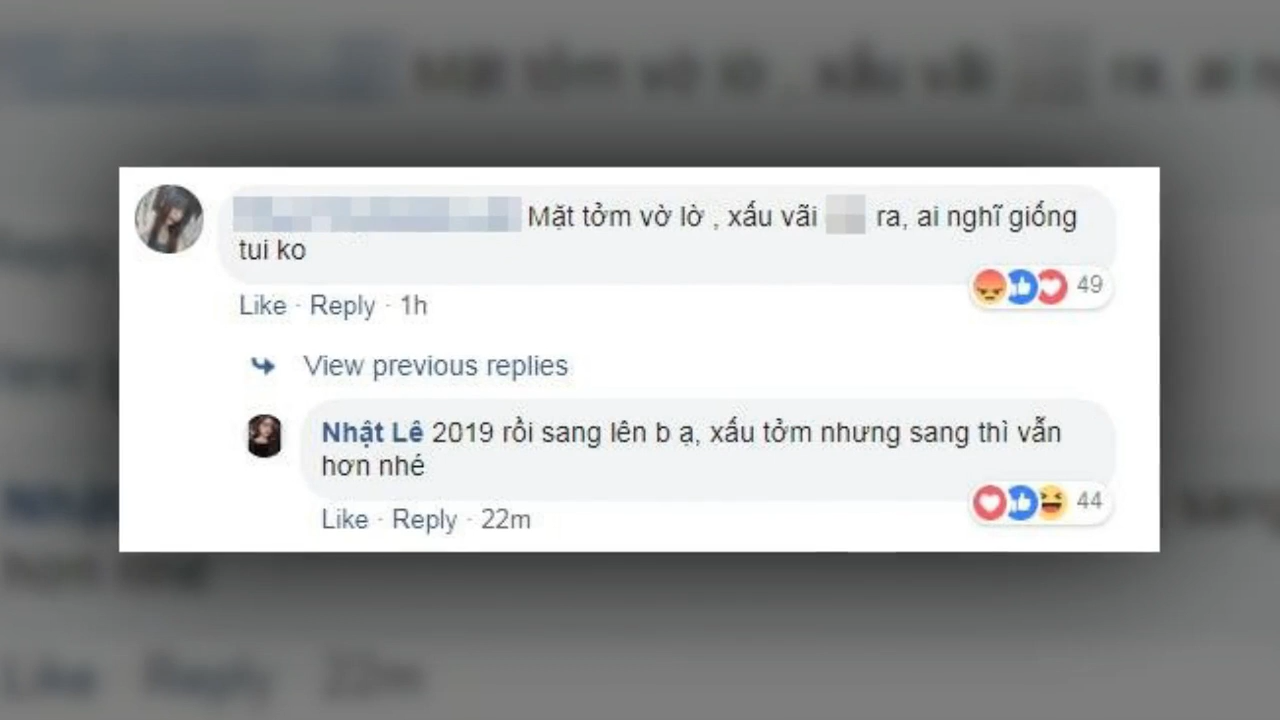 Mặt tởm vờ lờ , xấu vãi ra, ai nghĩ giống
tui ko
49
Like · Reply · 1h
View previous replies
Nhật Lê 2019 rồi sang lên b ạ, xấu tởm nhưng sang thì vẫn
hơn nhé
44
Like · Reply · 22m